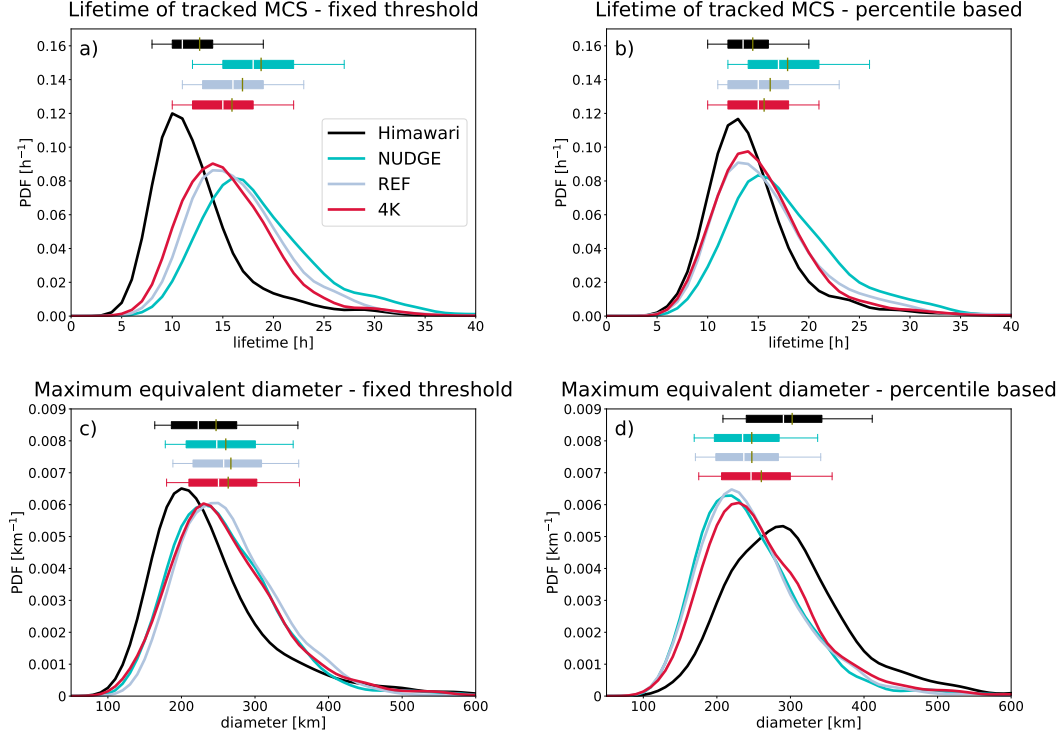 Lifetime of tracked MCS - fixed threshold
a)
0.16
0.14
0.12
0.10
0.08
0.06
0.04
0.02
0.00
PDF [h⁻¹]
Himawari
NUDGE
REF
4K
0 5 10 15 20 25 30 35 40
lifetime [h]
Lifetime of tracked MCS - percentile based
b)
0.16
0.14
0.12
0.10
0.08
0.06
0.04
0.02
0.00
PDF [h⁻¹]
0 5 10 15 20 25 30 35 40
lifetime [h]
Maximum equivalent diameter - fixed threshold
c)
0.009
0.008
0.007
0.006
0.005
0.004
0.003
0.002
0.001
0
PDF [km⁻¹]
100 200 300 400 500 600
diameter [km]
Maximum equivalent diameter - percentile based
d)
0.009
0.008
0.007
0.006
0.005
0.004
0.003
0.002
0.001
0
PDF [km⁻¹]
100 200 300 400 500 600
diameter [km]